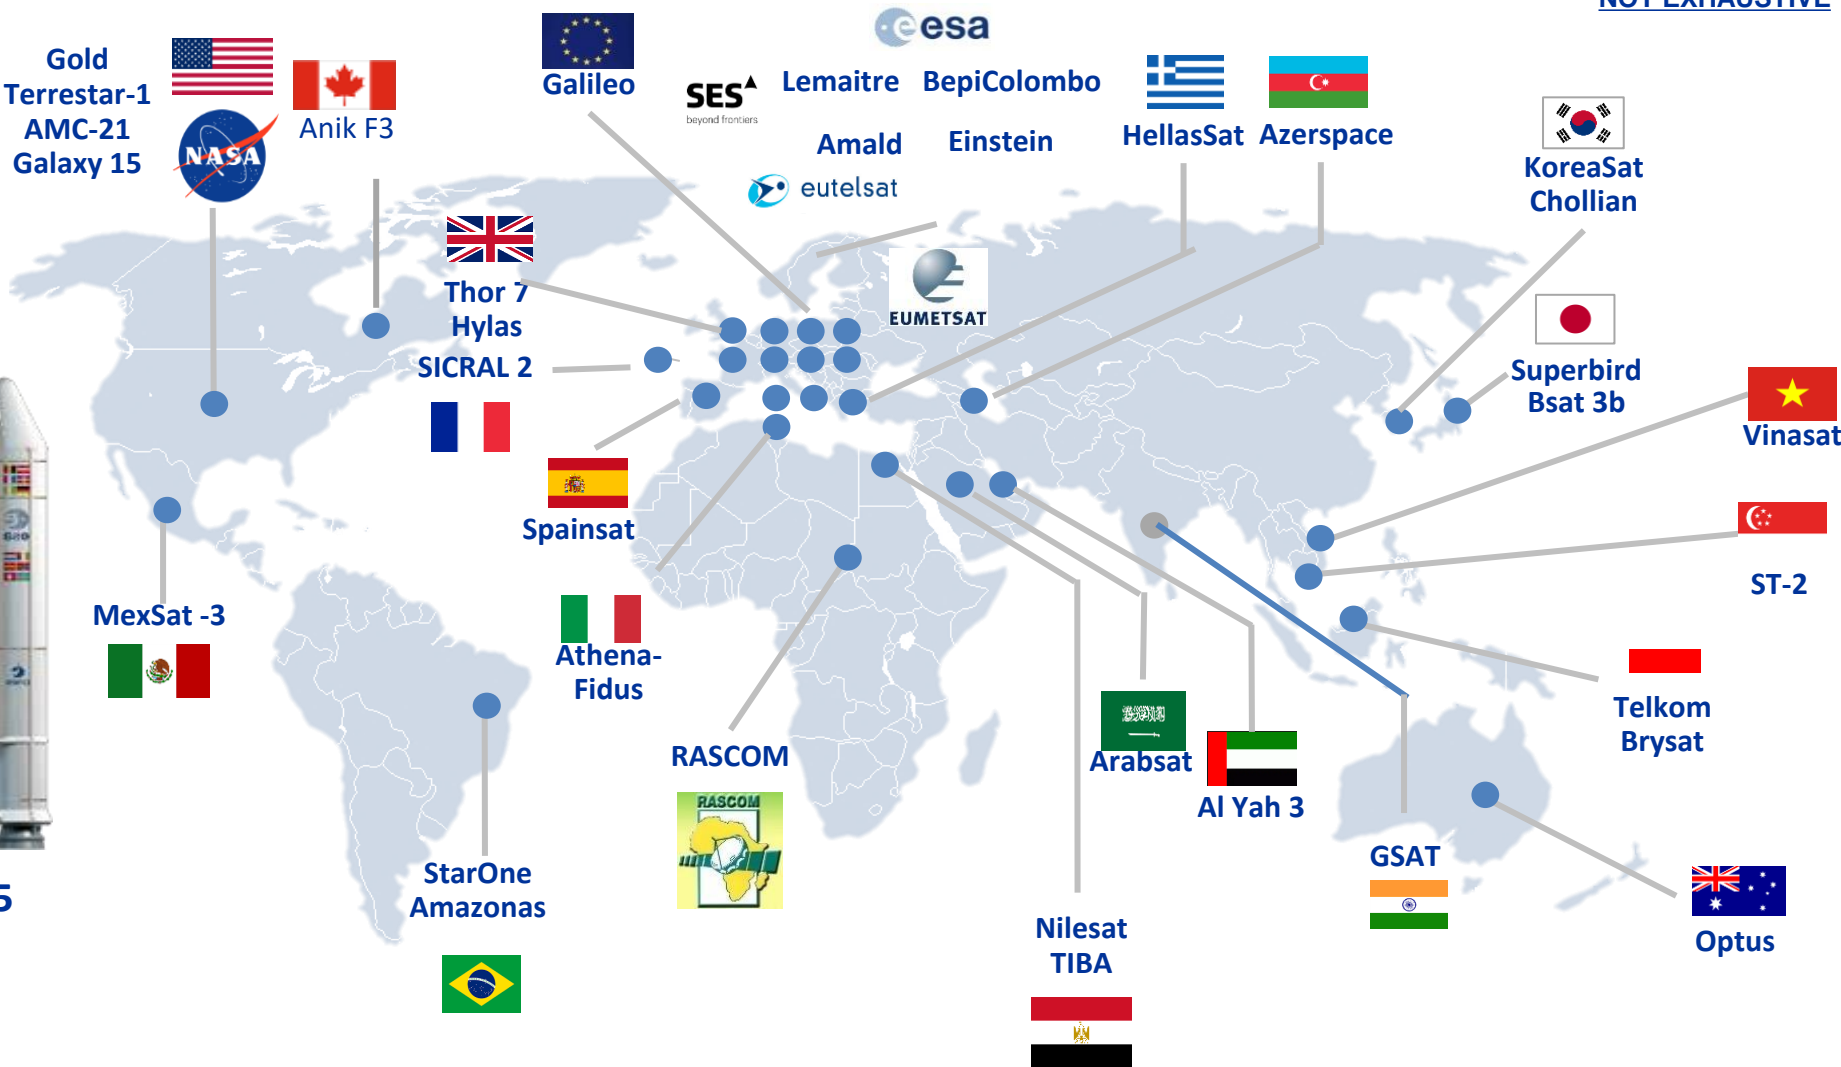 NOT EXHAUSTIVE
esa
Gold
Terrestar-1
AMC-21
Galaxy 15
NASA
Anik F3
Galileo
SES
beyond frontiers
Lemaitre
BepiColombo
Amald
Einstein
eutelsat
HellasSat
Azerspace
KoreaSat
Chollian
EUMETSAT
Thor 7
Hylas
SICRAL 2
Superbird
Bsat 3b
Vinasat
Spainsat
ST-2
MexSat -3
Athena-
Fidus
RASCOM
RASCOM
Arabsat
Al Yah 3
Telkom
Brysat
StarOne
Amazonas
GSAT
5
Nilesat
TIBA
Optus